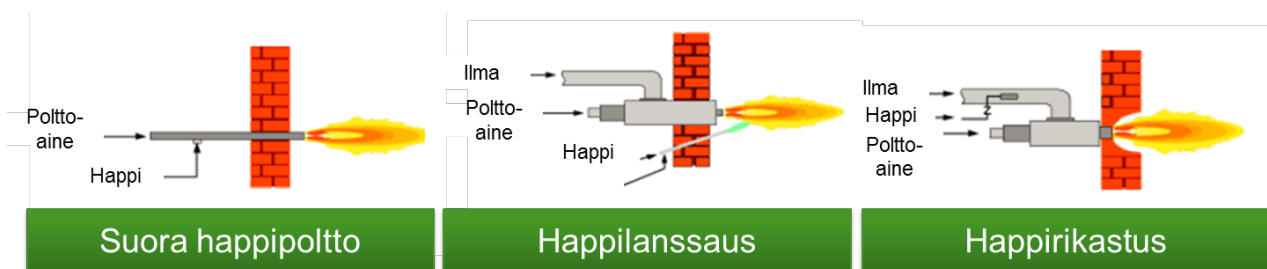 Poltto-
aine
Happi
Suora happipoltto
Ilma
Poltto-
aine
Happi
Happilanssaus
Ilma
Happi
Poltto-
aine
Happirikastus